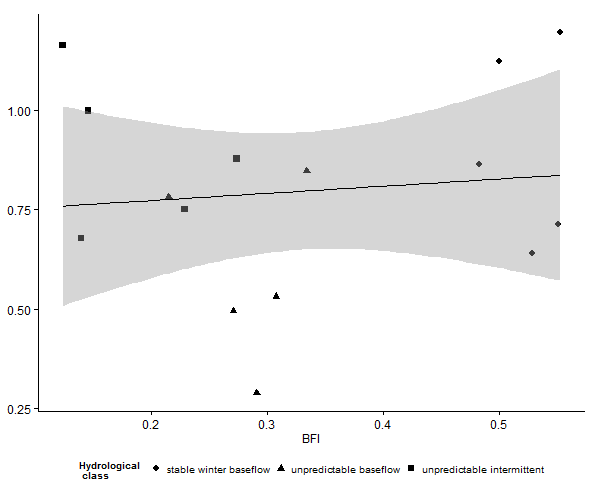 1.00
0.75
0.50
0.25
0.2 0.3 0.4 0.5
BFI
Hydrological
class
stable winter baseflow unpredictable baseflow unpredictable intermittent